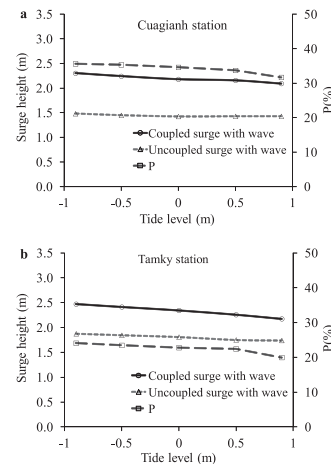 a
Cuagianh station
3.5
3.0
2.5
2.0
1.5
1.0
0.5
0.0
Surge height (m)
50
40
30
20
10
0
P(%)
Coupled surge with wave
Uncoupled surge with wave
P
-1 -0.5 0 0.5 1
Tide level (m)
b
Tamky station
3.5
3.0
2.5
2.0
1.5
1.0
0.5
0.0
Surge height (m)
50
40
30
20
10
0
P(%)
Coupled surge with wave
Uncoupled surge with wave
P
-1 -0.5 0 0.5 1
Tide level (m)